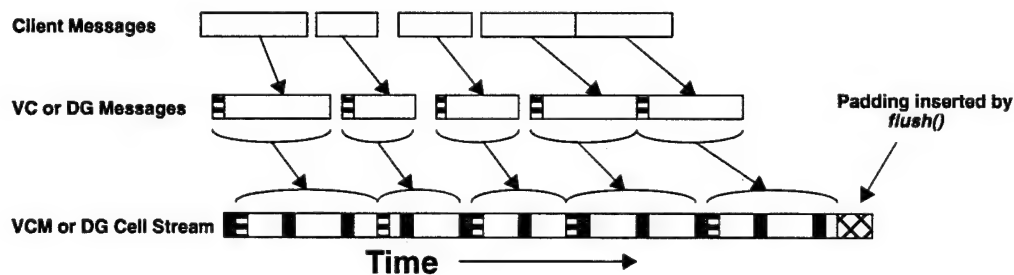 Client Messages
VC or DG Messages
Padding inserted by
flush()
VCM or DG Cell Stream
Time